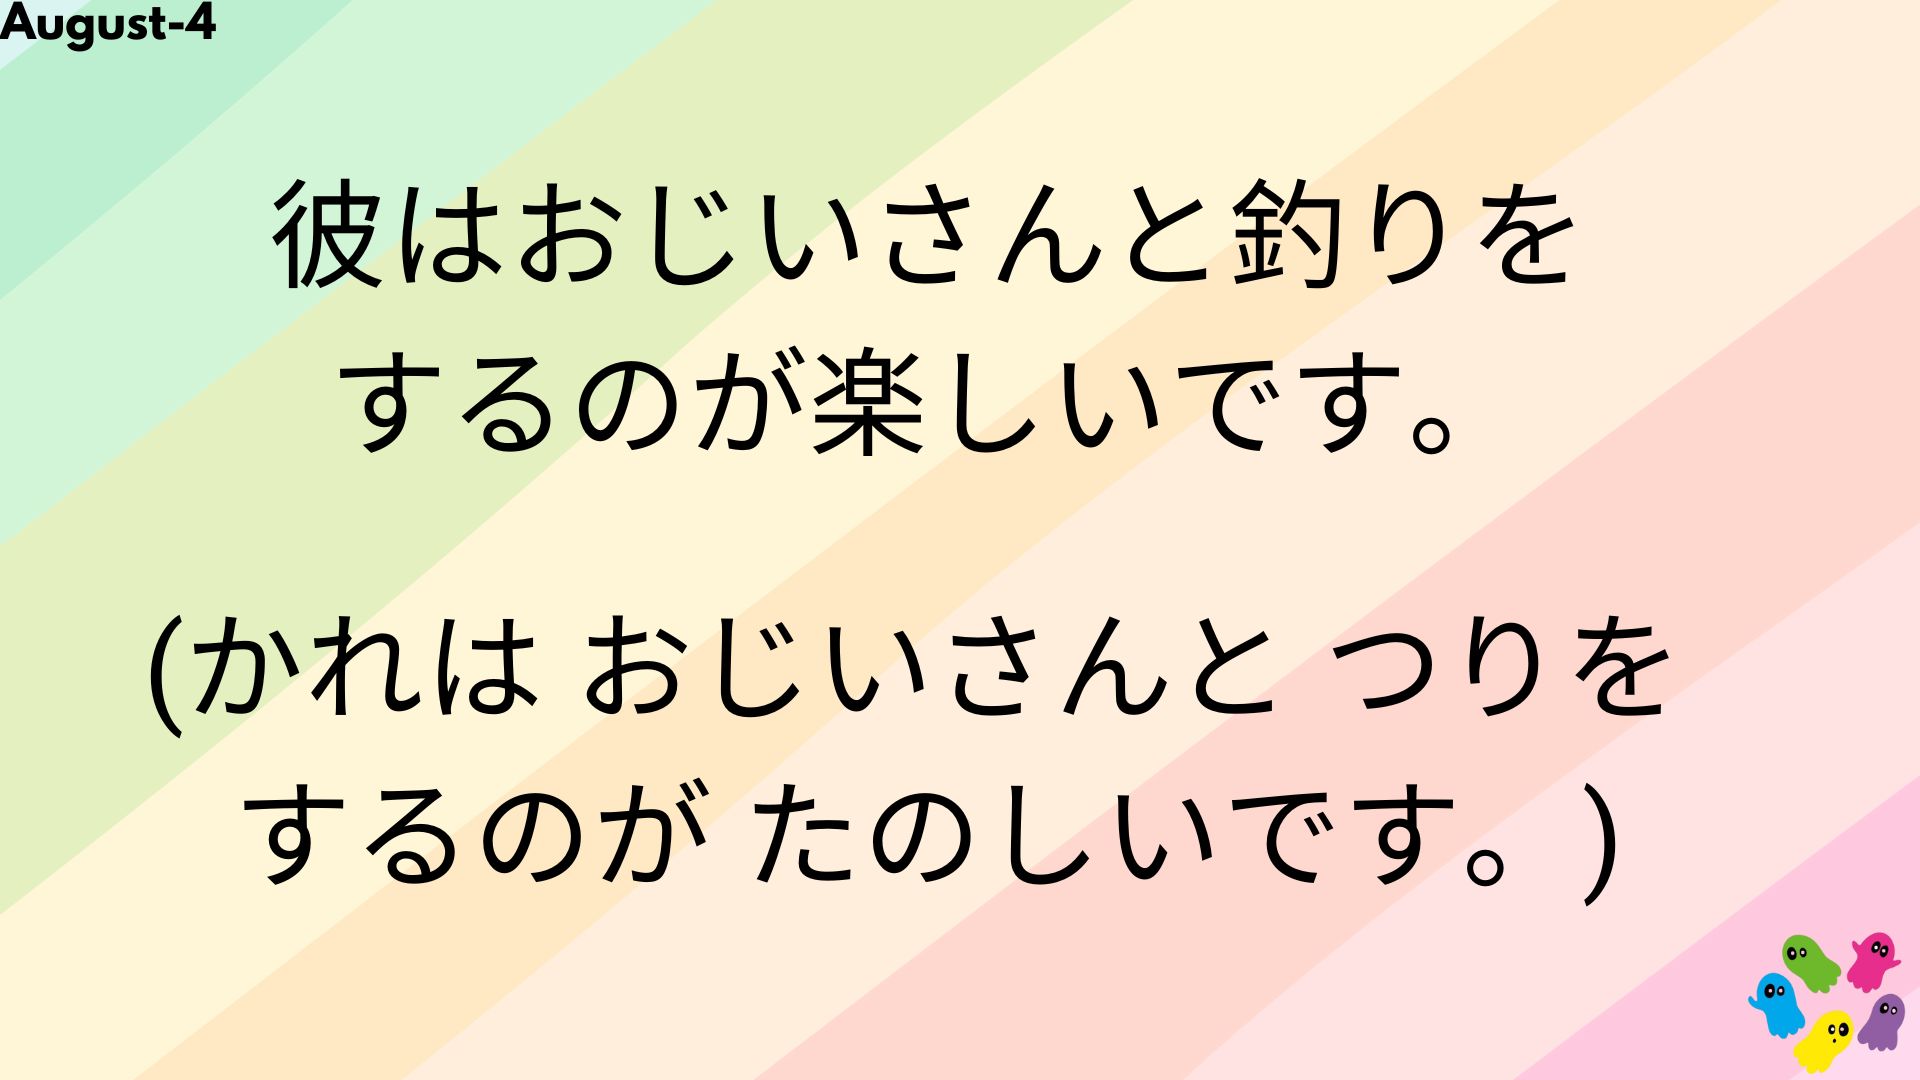 August-4
彼はおじいさんと釣りを
するのが楽しいです。
(かれは おじいさんと つりを
するのが たのしいです。)